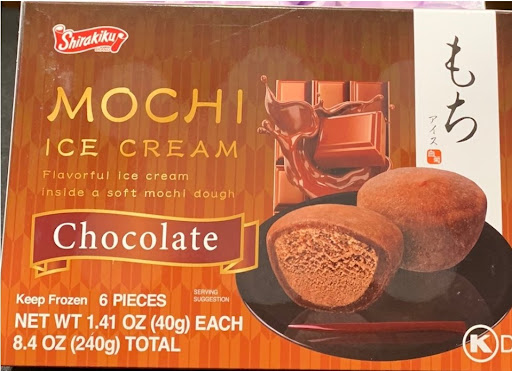 Shirakiku
MOCHI
ICE CREAM
Flavorful ice cream
inside a soft mochi dough
Chocolate
もち
アイス
Keep Frozen 6 PIECES
SERVING
SUGGESTION
NET WT 1.41 OZ (40g) EACH
8.4 OZ (240g) TOTAL
K D